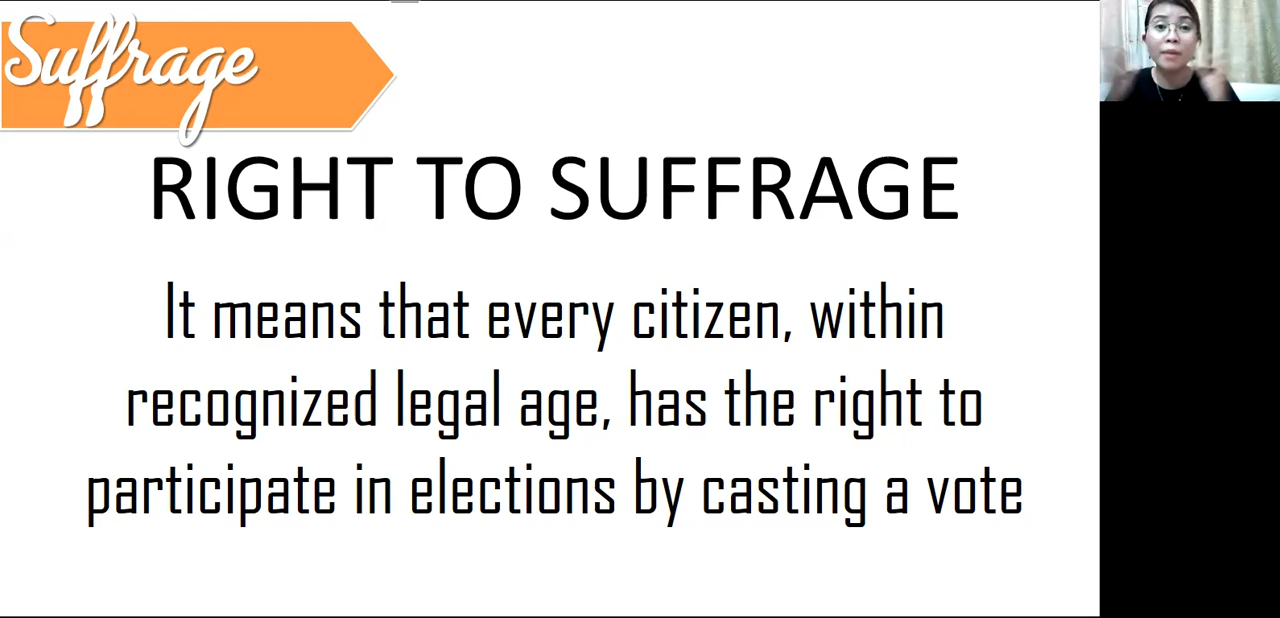 Suffrage
RIGHT TO SUFFRAGE
It means that every citizen, within
recognized legal age, has the right to
participate in elections by casting a vote